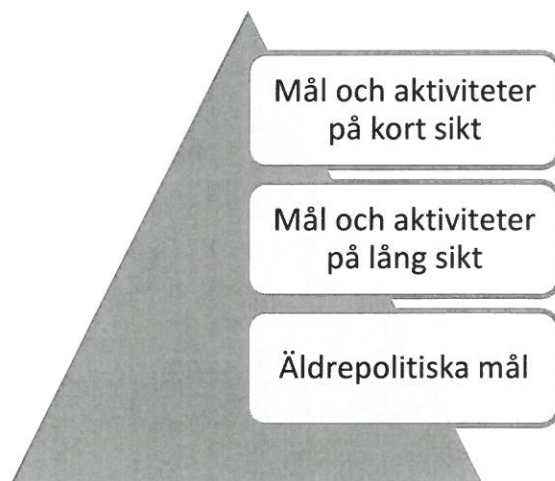 Mål och aktiviteter
på kort sikt
Mål och aktiviteter
på lång sikt
Äldrepolitiska mål